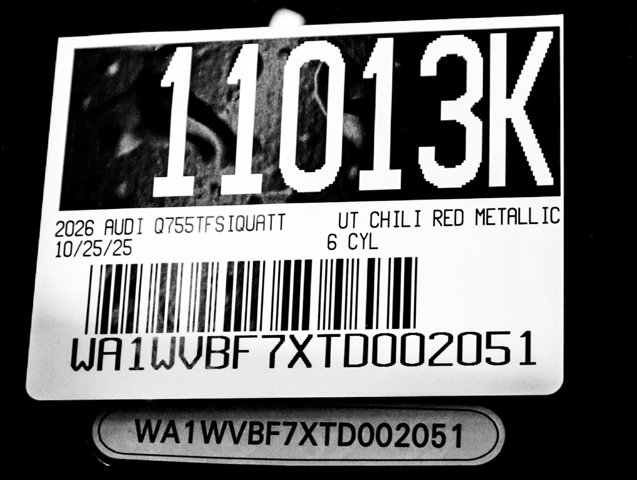 11013K
2026 AUDI Q755TFSIQUATT UT CHILI RED METALLIC
10/25/25 6 CYL
WA1WVBF7XTD002051
WA1WVBF7XTD002051